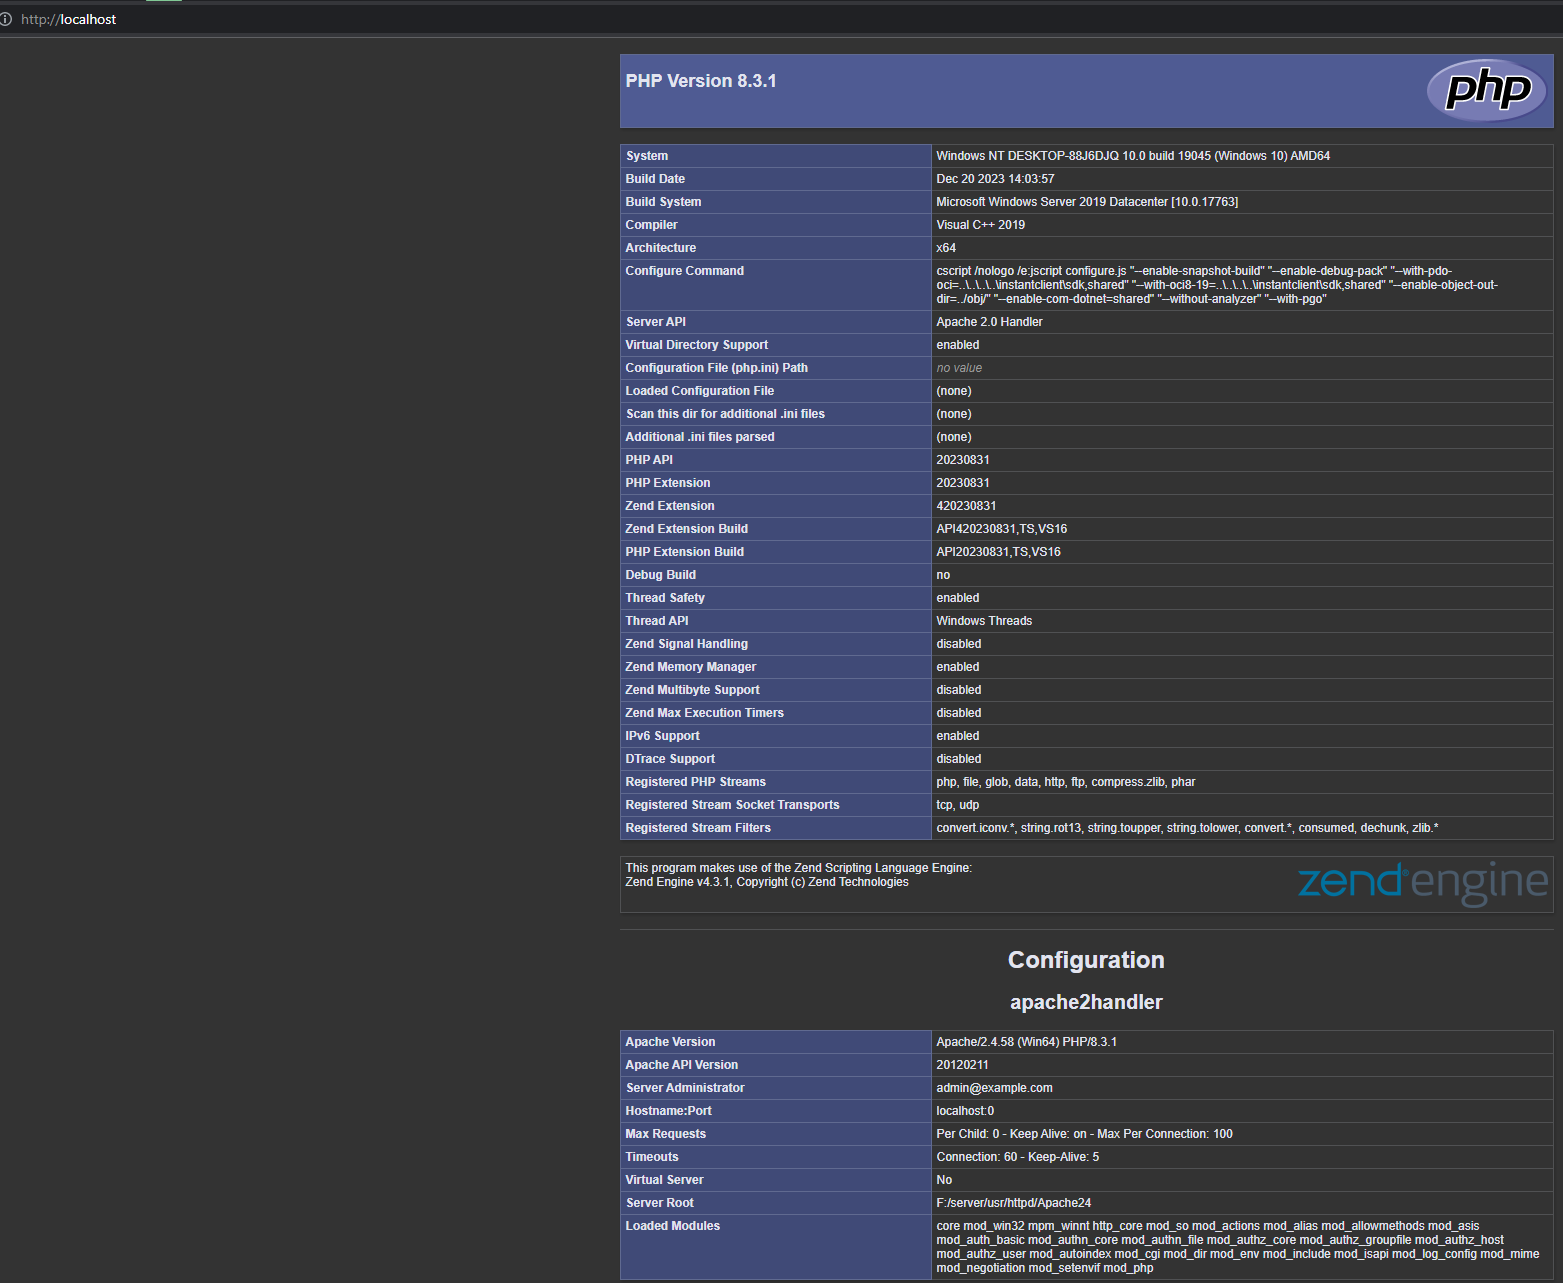 http://localhost
PHP Version 8.3.1
php
System Windows NT DESKTOP-88J6DJQ 10.0 build 19045 (Windows 10) AMD64
Build Date Dec 20 2023 14:03:57
Build System Microsoft Windows Server 2019 Datacenter [10.0.17763]
Compiler Visual C++ 2019
Architecture x64
Configure Command cscript /nologo /e:jscript configure.js "--enable-snapshot-build" "--enable-debug-pack" "--with-pdo-
oci=..\..\..\..\instantclient\sdk,shared" "--with-oci8-19=..\..\..\..\instantclient\sdk,shared" "--enable-object-out-
dir=../obj/" "--enable-com-dotnet=shared" "--without-analyzer" "--with-pgo"
Server API Apache 2.0 Handler
Virtual Directory Support enabled
Configuration File (php.ini) Path no value
Loaded Configuration File (none)
Scan this dir for additional .ini files (none)
Additional .ini files parsed (none)
PHP API 20230831
PHP Extension 20230831
Zend Extension 420230831
Zend Extension Build API420230831,TS,VS16
PHP Extension Build API20230831,TS,VS16
Debug Build no
Thread Safety enabled
Thread API Windows Threads
Zend Signal Handling disabled
Zend Memory Manager enabled
Zend Multibyte Support disabled
Zend Max Execution Timers disabled
IPv6 Support enabled
DTrace Support disabled
Registered PHP Streams php, file, glob, data, http, ftp, compress.zlib, phar
Registered Stream Socket Transports tcp, udp
Registered Stream Filters convert.iconv.*, string.rot13, string.toupper, string.tolower, convert.*, consumed, dechunk, zlib.*
This program makes use of the Zend Scripting Language Engine:
Zend Engine v4.3.1, Copyright (c) Zend Technologies
zend® engine
Configuration
apache2handler
Apache Version Apache/2.4.58 (Win64) PHP/8.3.1
Apache API Version 20120211
Server Administrator admin@example.com
Hostname:Port localhost:0
Max Requests Per Child: 0 - Keep Alive: on - Max Per Connection: 100
Timeouts Connection: 60 - Keep-Alive: 5
Virtual Server No
Server Root F:/server/usr/httpd/Apache24
Loaded Modules core mod_win32 mpm_winnt http_core mod_so mod_actions mod_alias mod_allowmethods mod_asis
mod_auth_basic mod_authn_core mod_authn_file mod_authz_core mod_authz_groupfile mod_authz_host
mod_authz_user mod_autoindex mod_cgi mod_dir mod_env mod_include mod_isapi mod_log_config mod_mime
mod_negotiation mod_setenvif mod_php